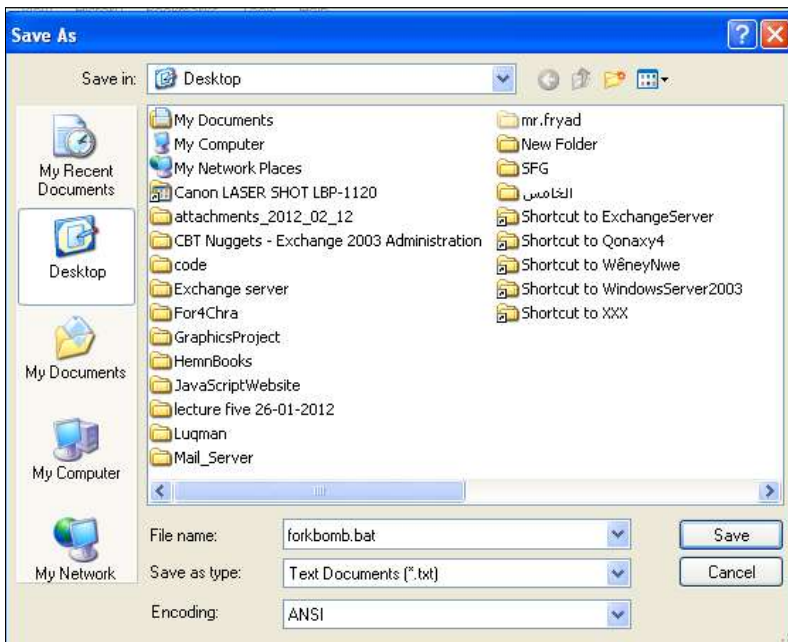 Save As
Save in:
Desktop
My Recent Documents
Desktop
My Documents
My Computer
My Network
My Documents
My Computer
My Network Places
Canon LASER SHOT LBP-1120
attachments_2012_02_12
CBT Nuggets - Exchange 2003 Administration
code
Exchange server
For4Chra
GraphicsProject
HemnBooks
JavaScriptWebsite
lecture five 26-01-2012
Luqman
Mail_Server
mr.fryad
New Folder
SFG
الخامس
Shortcut to ExchangeServer
Shortcut to Qonaxy4
Shortcut to WêneyNwe
Shortcut to WindowsServer2003
Shortcut to XXX
File name:
forkbomb.bat
Save
Save as type:
Text Documents (*.txt)
Cancel
Encoding:
ANSI